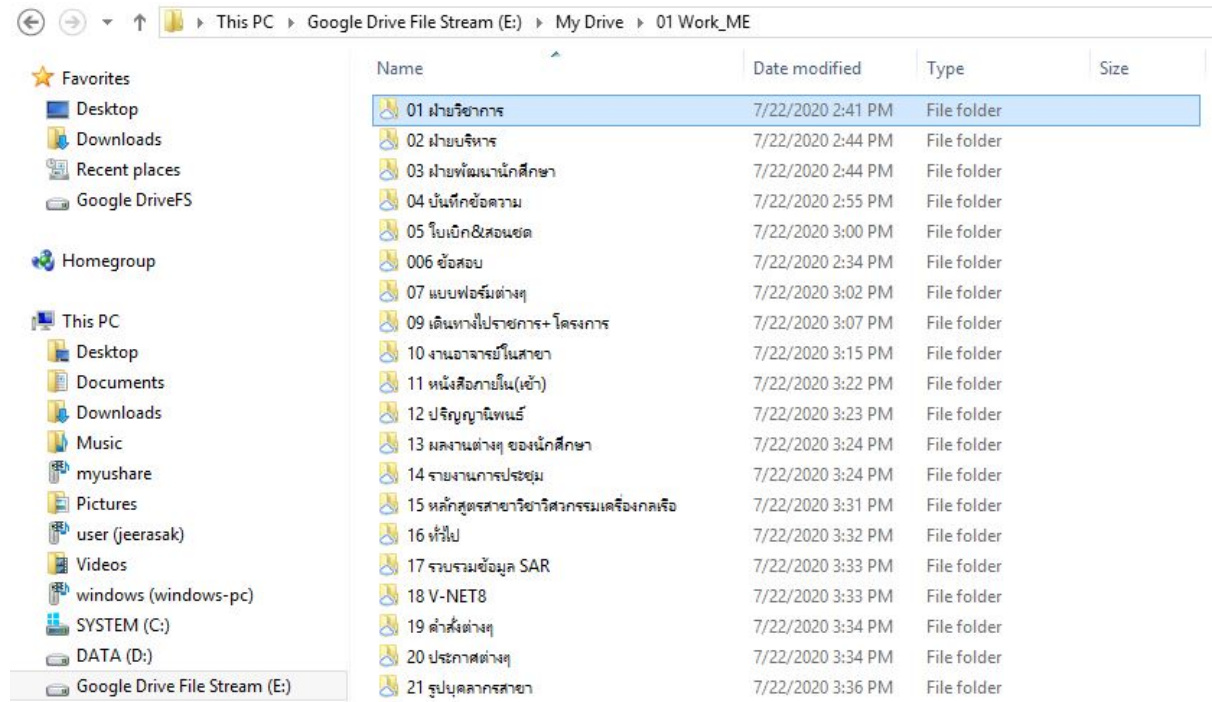 This PC Google Drive File Stream (E:) My Drive 01 Work_ME
Favorites
Desktop
Downloads
Recent places
Google DriveFS
Homegroup
This PC
Desktop
Documents
Downloads
Music
myushare
Pictures
user (jeerasak)
Videos
windows (windows-pc)
SYSTEM (C:)
DATA (D:)
Google Drive File Stream (E:)
Name Date modified Type Size
01 ฝ่ายวิชาการ 7/22/2020 2:41 PM File folder
02 ฝ่ายบริหาร 7/22/2020 2:44 PM File folder
03 ฝ่ายพัฒนานักศึกษา 7/22/2020 2:44 PM File folder
04 บันทึกข้อความ 7/22/2020 2:55 PM File folder
05 ใบเบิก&สอนชด 7/22/2020 3:00 PM File folder
006 ข้อสอบ 7/22/2020 2:34 PM File folder
07 แบบฟอร์มต่างๆ 7/22/2020 3:02 PM File folder
09 เดินทางไปราชการ+โครงการ 7/22/2020 3:07 PM File folder
10 งานอาจารย์ในสาขา 7/22/2020 3:15 PM File folder
11 หนังสือภายใน(เข้า) 7/22/2020 3:22 PM File folder
12 ปริญญานิพนธ์ 7/22/2020 3:23 PM File folder
13 ผลงานต่างๆ ของนักศึกษา 7/22/2020 3:24 PM File folder
14 รายงานการประชุม 7/22/2020 3:24 PM File folder
15 หลักสูตรสาขาวิชาวิศวกรรมเครื่องกลเรือ 7/22/2020 3:31 PM File folder
16 ทั่วไป 7/22/2020 3:32 PM File folder
17 รวบรวมข้อมูล SAR 7/22/2020 3:33 PM File folder
18 V-NET8 7/22/2020 3:33 PM File folder
19 คำสั่งต่างๆ 7/22/2020 3:34 PM File folder
20 ประกาศต่างๆ 7/22/2020 3:34 PM File folder
21 รูปบุคลากรสาขา 7/22/2020 3:36 PM File folder